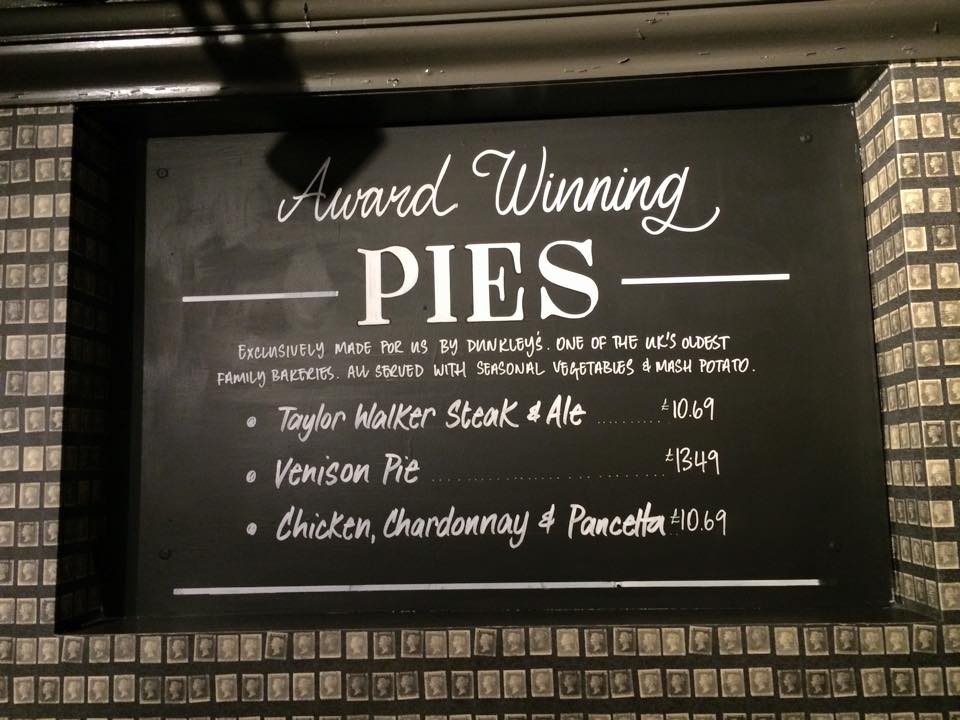 Award Winning
PIES
EXCLUSIVELY MADE FOR US BY DUNKLEY'S. ONE OF THE UK'S OLDEST
FAMILY BAKERIES. ALL SERVED WITH SEASONAL VEGETABLES & MASH POTATO.
• Taylor Walker Steak & Ale ......... £10.69
• Venison Pie ......................... £13.49
• Chicken, Chardonnay & Pancetta £10.69